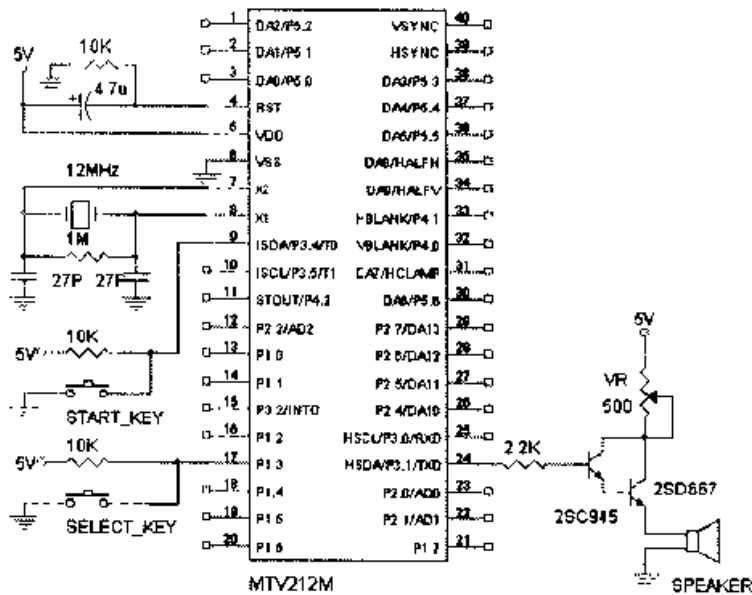 5V
10K
4.7u
12MHz
1M
27P
10K
5V
START_KEY
10K
5V
SELECT_KEY
1 DA2/P5.2
2 DA1/P5.1
3 DA0/P5.0
4 RST
5 VDD
6 VSS
7 X2
8 X1
9 ISDA/P3.4/T0
10 ISCL/P3.5/T1
11 STOUT/P4.2
12 P2.2/AD2
13 P1.0
14 P1.1
15 P3.2/INT0
16 P1.2
17 P1.3
18 P1.4
19 P1.5
20 P1.6
VSYNC 40
HSYNC 39
DA3/P5.3 38
DA4/P5.4 37
DA5/P5.5 36
DA8/HALFH 35
DA9/HALFV 34
HBLANK/P4.1 33
VBLANK/P4.0 32
DA7/HCLAMP 31
DA6/P5.6 30
P2.7/DA13 29
P2.6/DA12 28
P2.5/DA11 27
P2.4/DA10 26
HSCL/P3.0/RXD 25
HSDA/P3.1/TXD 24
P2.0/AD0 23
P2.1/AD1 22
P1.7 21
MTV212M
2.2K
5V
VR
500
2SC945
2SD667
SPEAKER